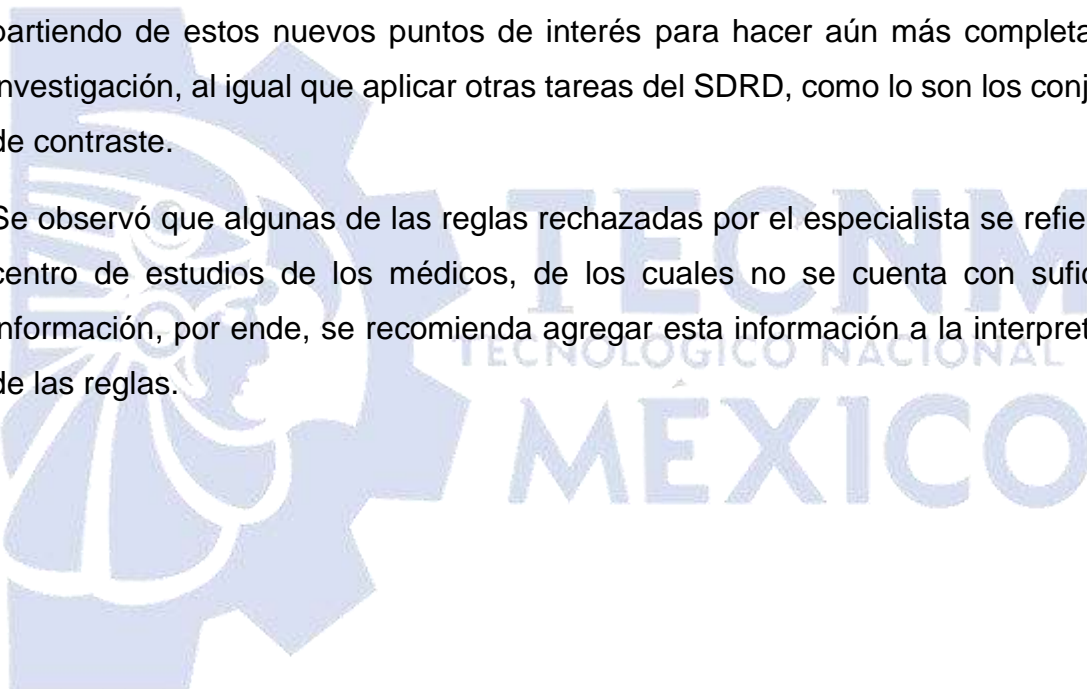 partiendo de estos nuevos puntos de interés para hacer aún más completa
investigación, al igual que aplicar otras tareas del SDRD, como lo son los conj
de contraste.
Se observó que algunas de las reglas rechazadas por el especialista se refie
centro de estudios de los médicos, de los cuales no se cuenta con sufic
información, por ende, se recomienda agregar esta información a la interpret
de las reglas.
TECNM
TECNOLÓGICO NACIONAL
MÉXICO